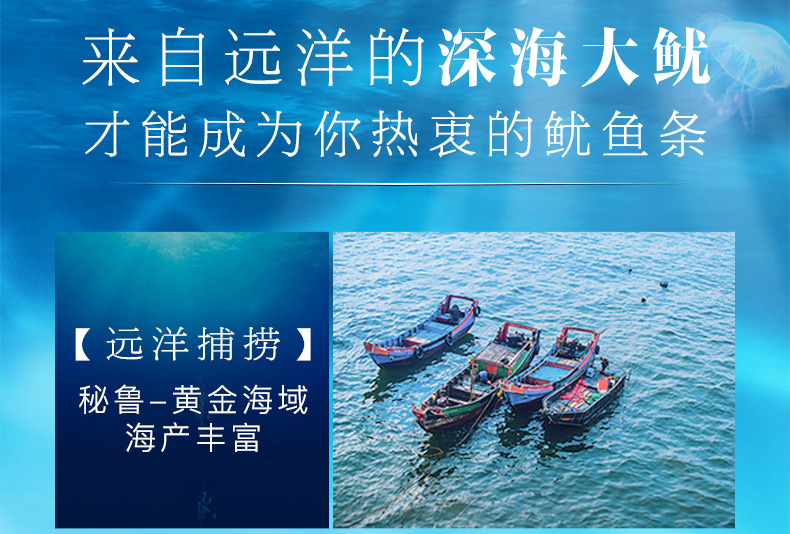 来自远洋的深海大鱿
才能成为你热衷的鱿鱼条
【远洋捕捞】
秘鲁-黄金海域
海产丰富